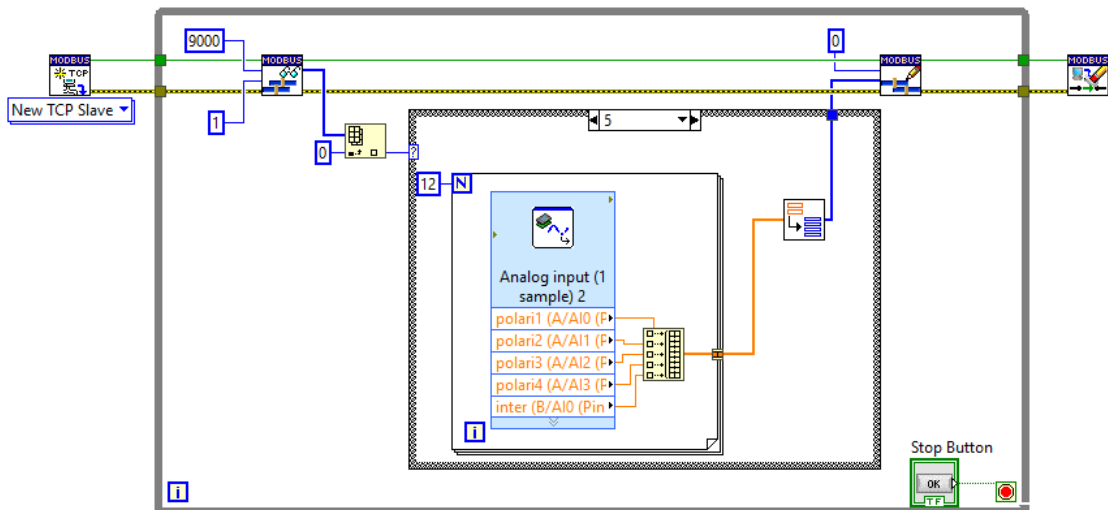 MODBUS
TCP
New TCP Slave
9000
MODBUS
1
0
5
12
N
Analog input (1
sample) 2
polari1 (A/AI0 (P
polari2 (A/AI1 (P
polari3 (A/AI2 (P
polari4 (A/AI3 (P
inter (B/AI0 (Pin
i
?
0
MODBUS
MODBUS
Stop Button
OK
TF
i